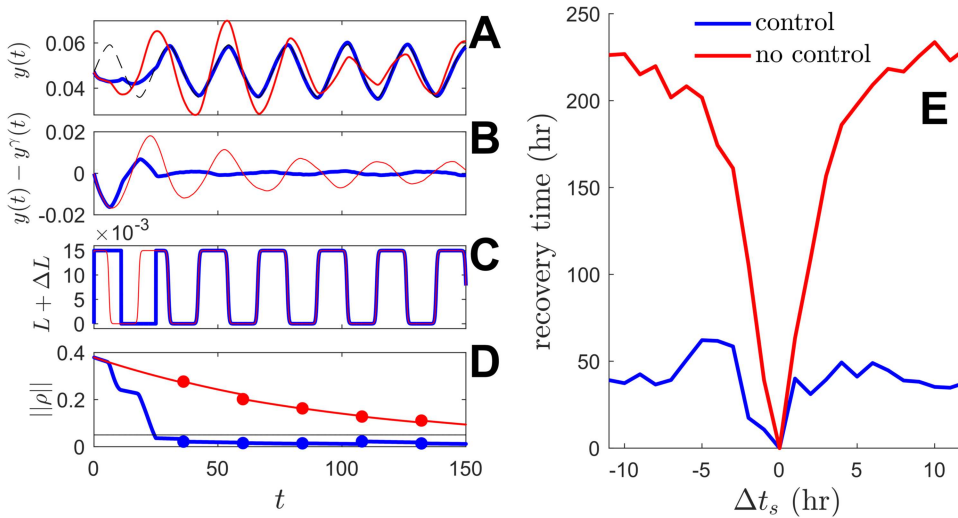 A
y(t)
0.06
0.04
B
y(t) − y^γ(t)
0.02
0
-0.02
C
×10^-3
L + ΔL
15
10
5
0
D
||ρ||
0.4
0.2
0
0 50 100 150
t
E
control
no control
recovery time (hr)
250
200
150
100
50
0
-10 -5 0 5 10
Δt_s (hr)